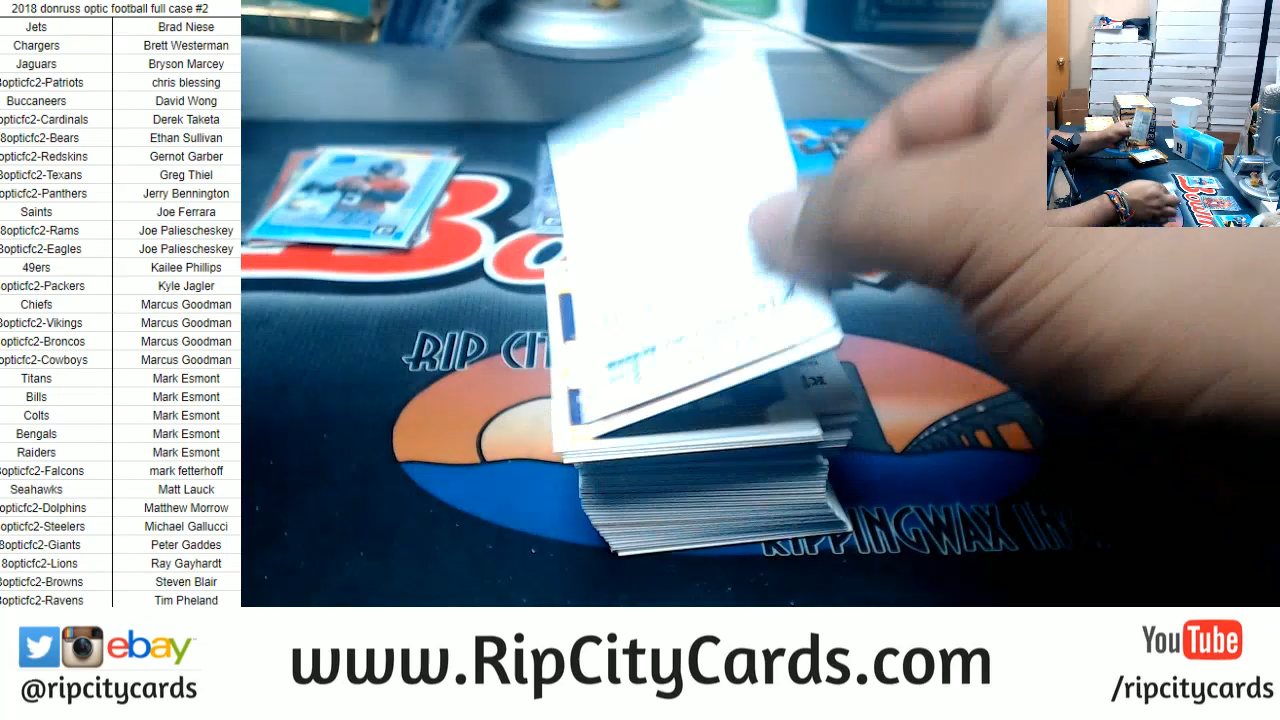 2018 donruss optic football full case #2
Jets Brad Niese
Chargers Brett Westerman
Jaguars Bryson Marcey
8opticfc2-Patriots chris blessing
Buccaneers David Wong
opticfc2-Cardinals Derek Taketa
8opticfc2-Bears Ethan Sullivan
opticfc2-Redskins Gernot Garber
8opticfc2-Texans Greg Thiel
opticfc2-Panthers Jerry Bennington
Saints Joe Ferrara
8opticfc2-Rams Joe Paliescheskey
8opticfc2-Eagles Joe Paliescheskey
49ers Kailee Phillips
opticfc2-Packers Kyle Jagler
Chiefs Marcus Goodman
8opticfc2-Vikings Marcus Goodman
opticfc2-Broncos Marcus Goodman
opticfc2-Cowboys Marcus Goodman
Titans Mark Esmont
Bills Mark Esmont
Colts Mark Esmont
Bengals Mark Esmont
Raiders Mark Esmont
8opticfc2-Falcons mark fetterhoff
Seahawks Matt Lauck
opticfc2-Dolphins Matthew Morrow
opticfc2-Steelers Michael Gallucci
8opticfc2-Giants Peter Gaddes
8opticfc2-Lions Ray Gayhardt
opticfc2-Browns Steven Blair
8opticfc2-Ravens Tim Pheland
RIP CI
RIPPINGWAX IN
ebay
@ripcitycards
www.RipCityCards.com
YouTube
/ripcitycards